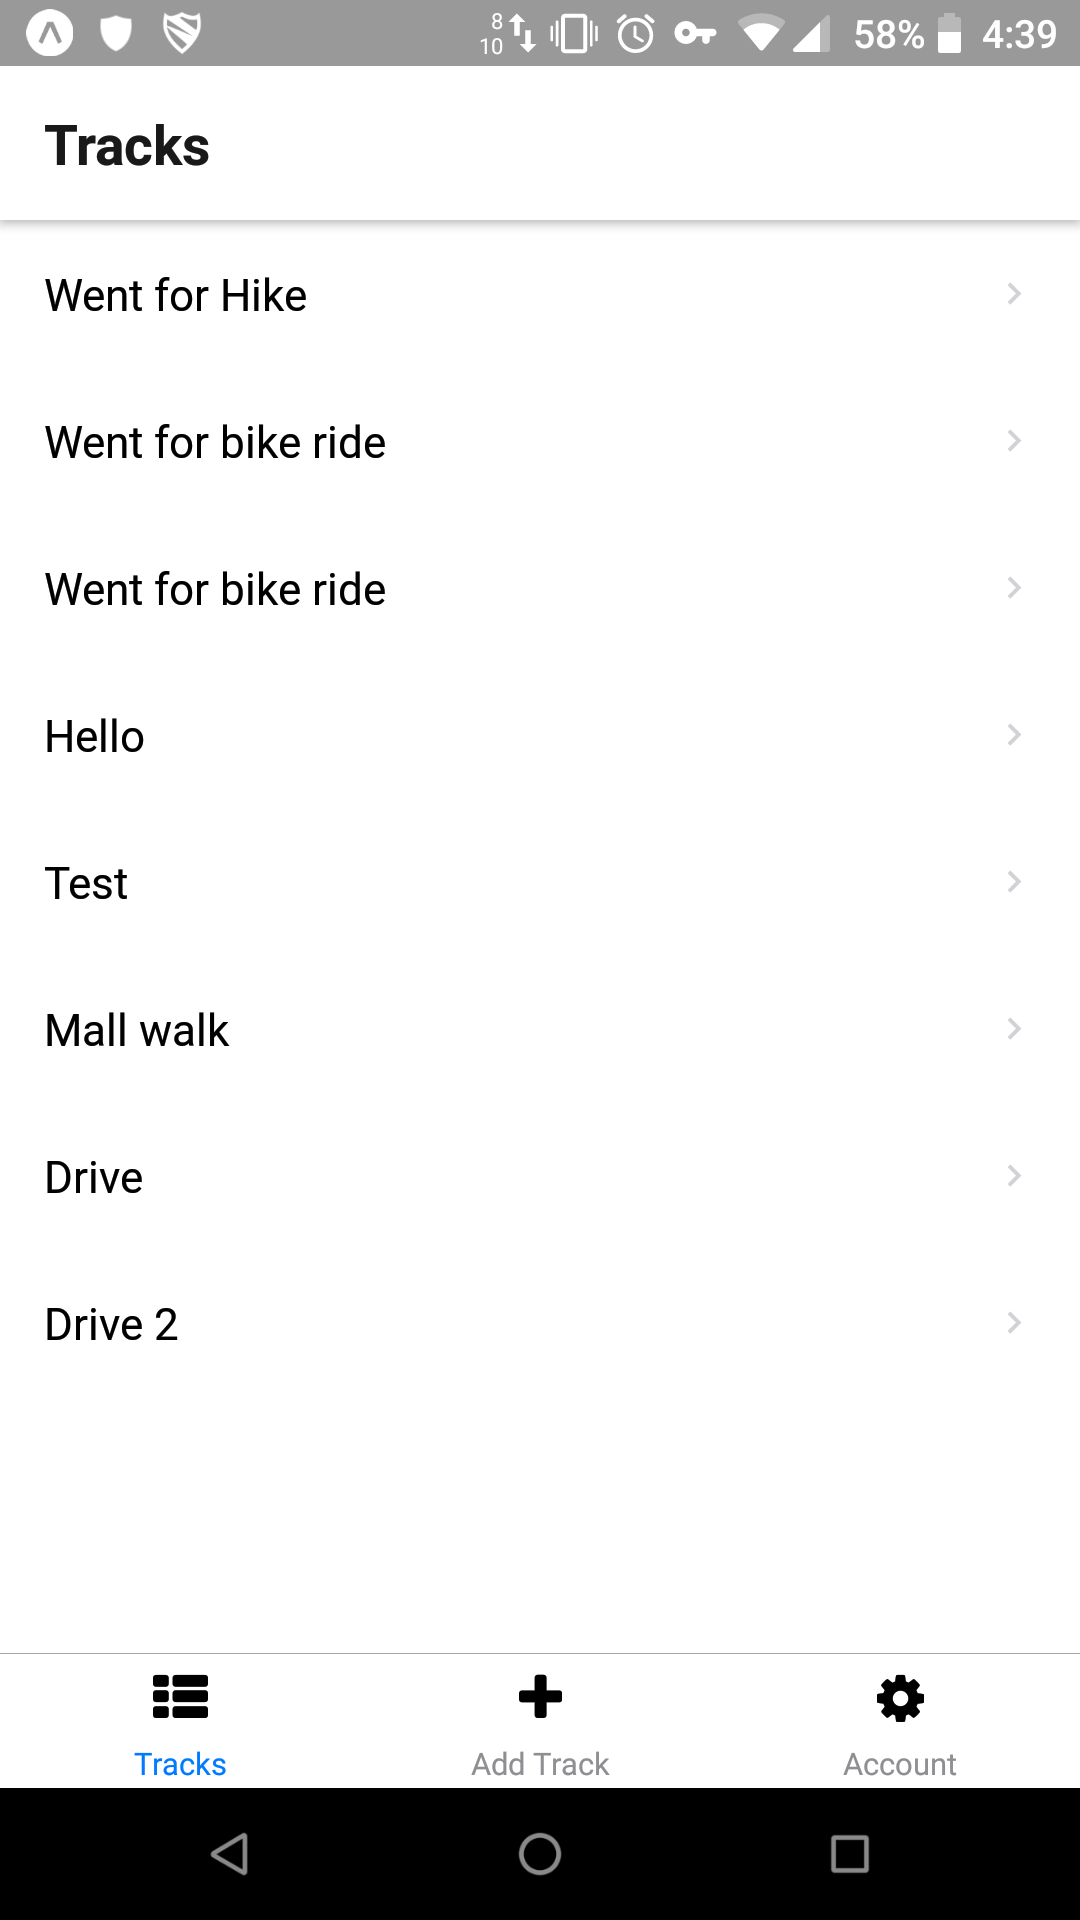 8
10
58%
4:39
Tracks
Went for Hike
Went for bike ride
Went for bike ride
Hello
Test
Mall walk
Drive
Drive 2
Tracks
Add Track
Account